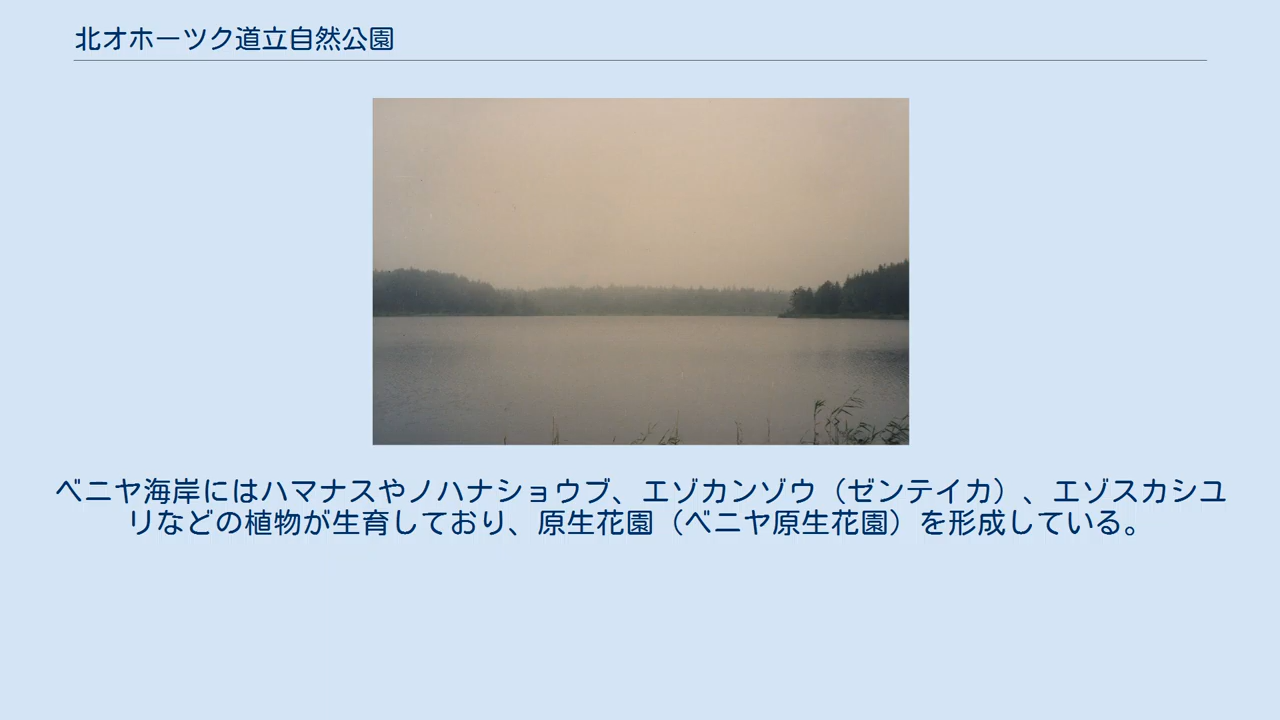 北オホーツク道立自然公園
ベニヤ海岸にはハマナスやノハナショウブ、エゾカンゾウ（ゼンテイカ）、エゾスカシユ
リなどの植物が生育しており、原生花園（ベニヤ原生花園）を形成している。